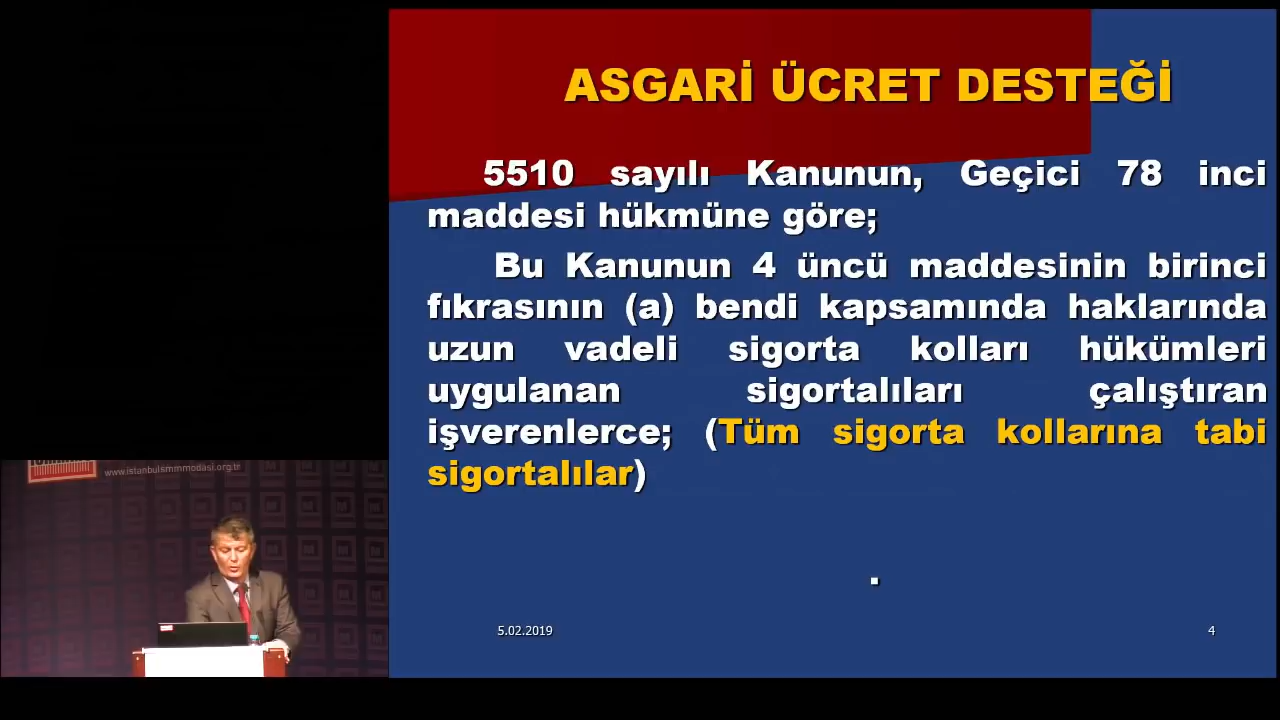 ASGARİ ÜCRET DESTEĞİ
5510 sayılı Kanunun, Geçici 78 inci
maddesi hükmüne göre;
Bu Kanunun 4 üncü maddesinin birinci
fıkrasının (a) bendi kapsamında haklarında
uzun vadeli sigorta kolları hükümleri
uygulanan sigortalıları çalıştıran
işverenlerce; (Tüm sigorta kollarına tabi
sigortalılar)
.
5.02.2019
4
www.istanbulsmmmodasi.org.tr